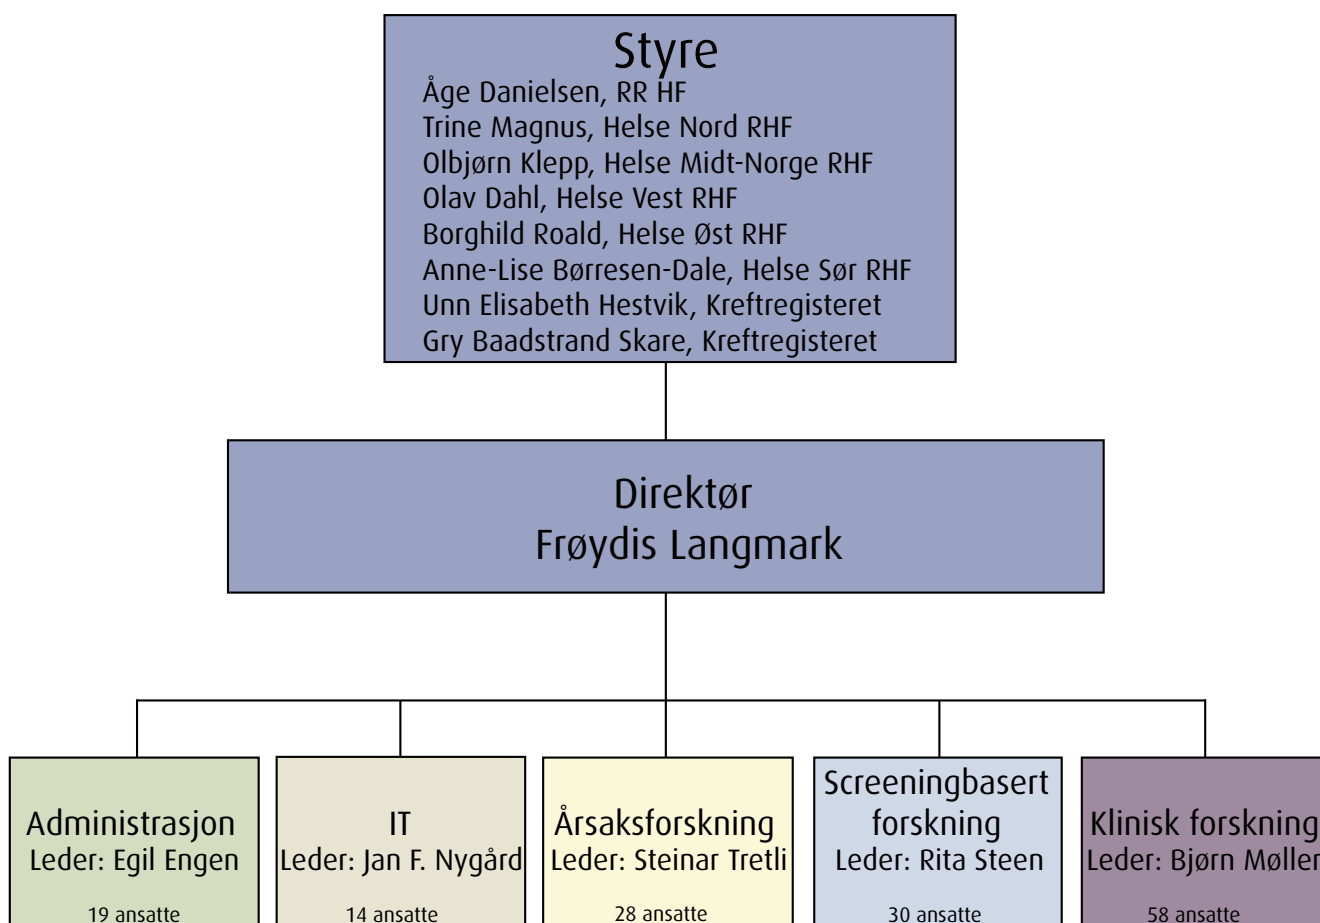 Styre
Åge Danielsen, RR HF
Trine Magnus, Helse Nord RHF
Olbjørn Klepp, Helse Midt-Norge RHF
Olav Dahl, Helse Vest RHF
Borghild Roald, Helse Øst RHF
Anne-Lise Børresen-Dale, Helse Sør RHF
Unn Elisabeth Hestvik, Kreftregisteret
Gry Baadstrand Skare, Kreftregisteret
Direktør
Frøydis Langmark
Administrasjon
Leder: Egil Engen
19 ansatte
IT
Leder: Jan F. Nygård
14 ansatte
Årsaksforskning
Leder: Steinar Tretli
28 ansatte
Screeningbasert
forskning
Leder: Rita Steen
30 ansatte
Klinisk forskning
Leder: Bjørn Møller
58 ansatte